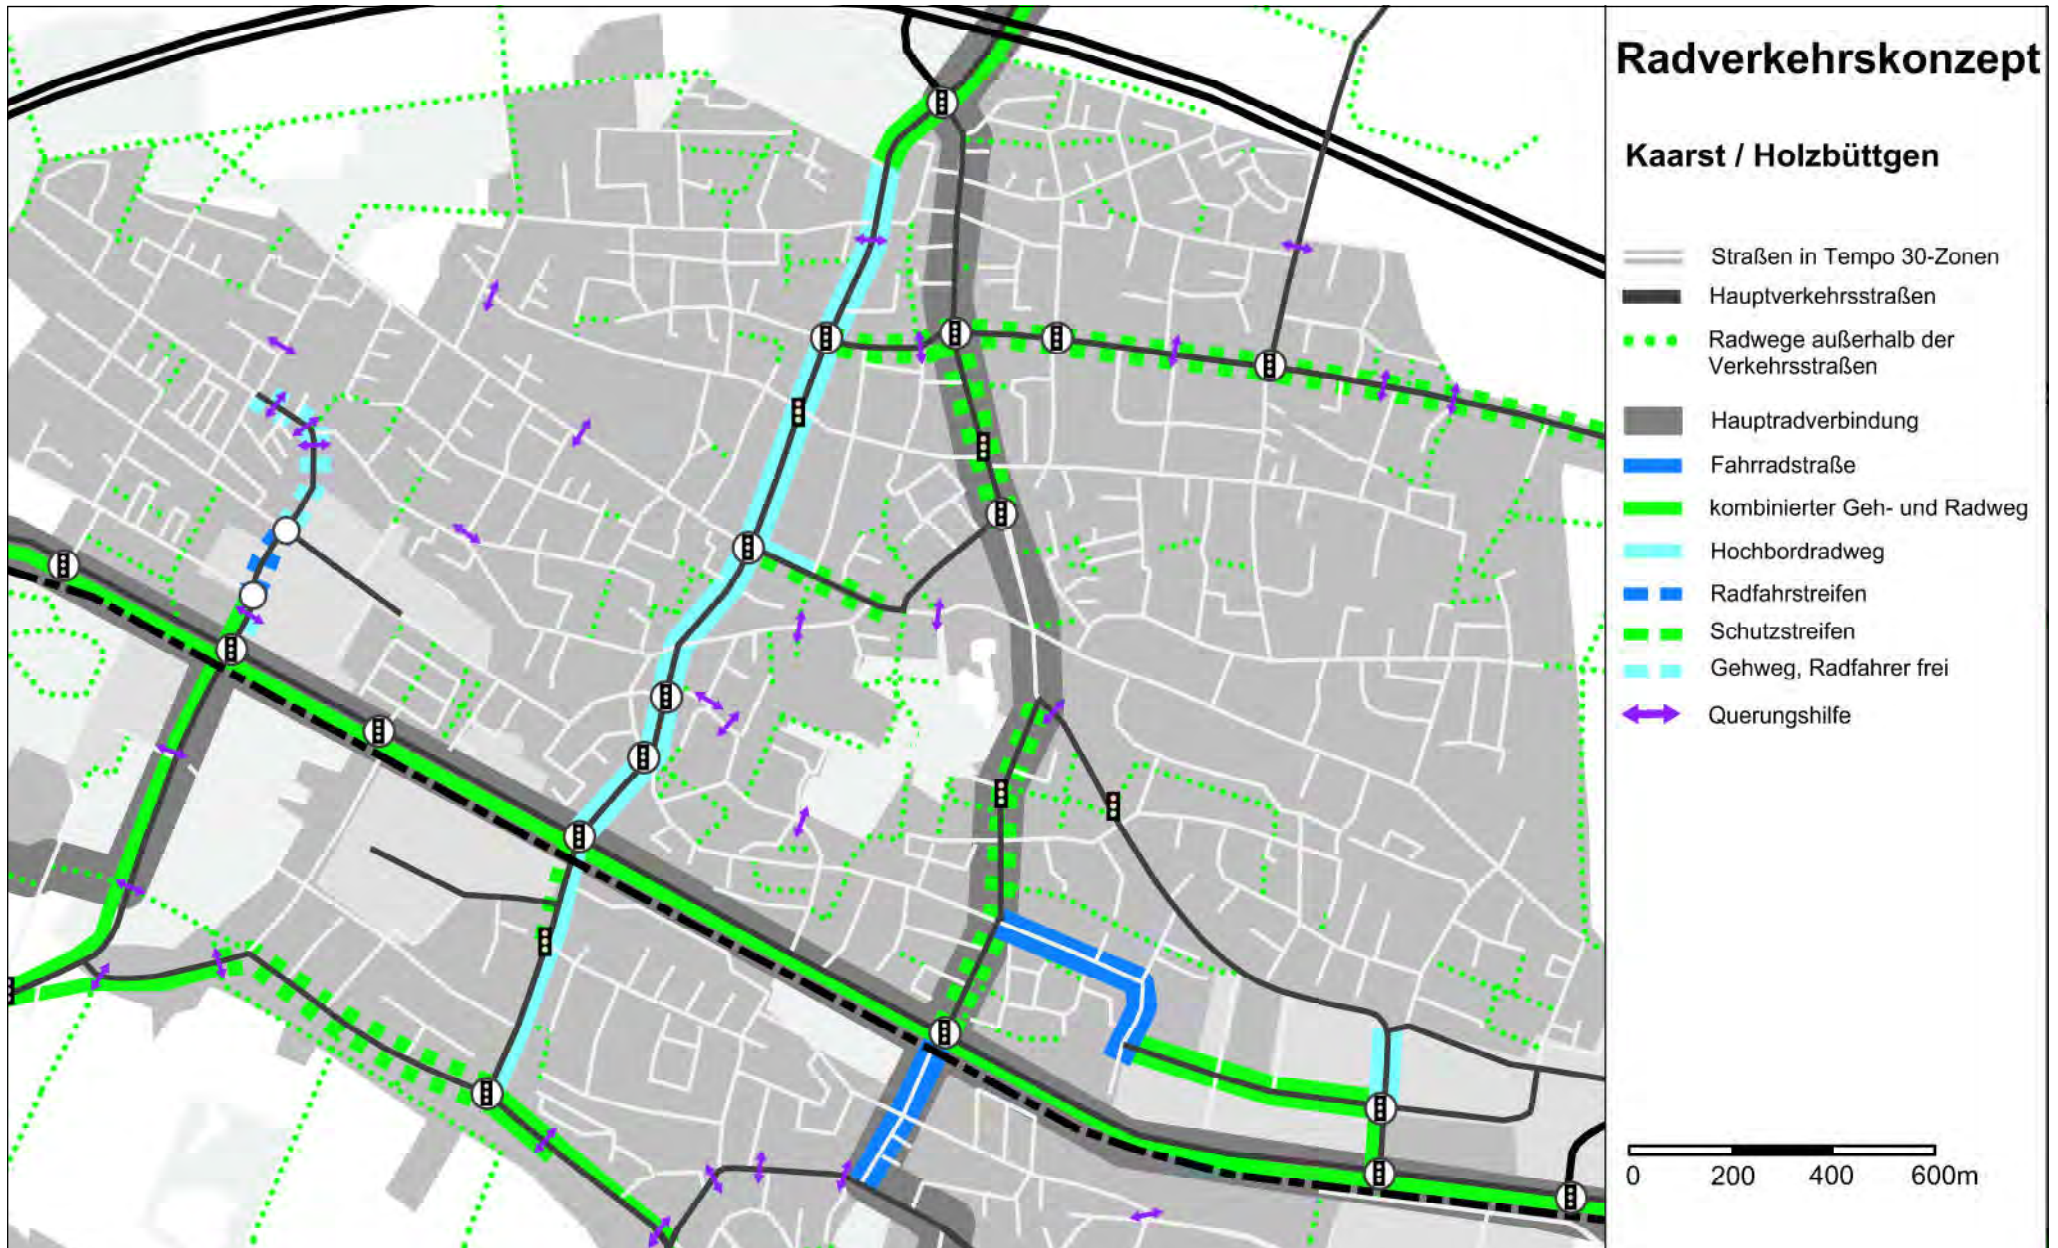 Radverkehrskonzept
Kaarst / Holzbüttgen
Straßen in Tempo 30-Zonen
Hauptverkehrsstraßen
Radwege außerhalb der
Verkehrsstraßen
Hauptradverbindung
Fahrradstraße
kombinierter Geh- und Radweg
Hochbordradweg
Radfahrstreifen
Schutzstreifen
Gehweg, Radfahrer frei
Querungshilfe
0 200 400 600m